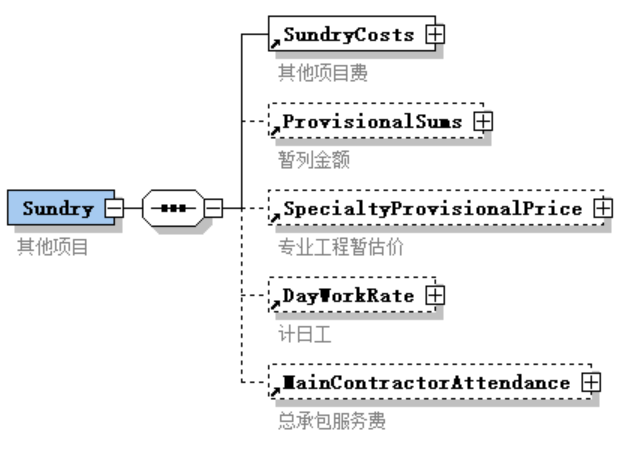 SundryCosts
其他项目费
ProvisionalSums
暂列金额
Sundry
其他项目
SpecialtyProvisionalPrice
专业工程暂估价
DayWorkRate
计日工
MainContractorAttendance
总承包服务费